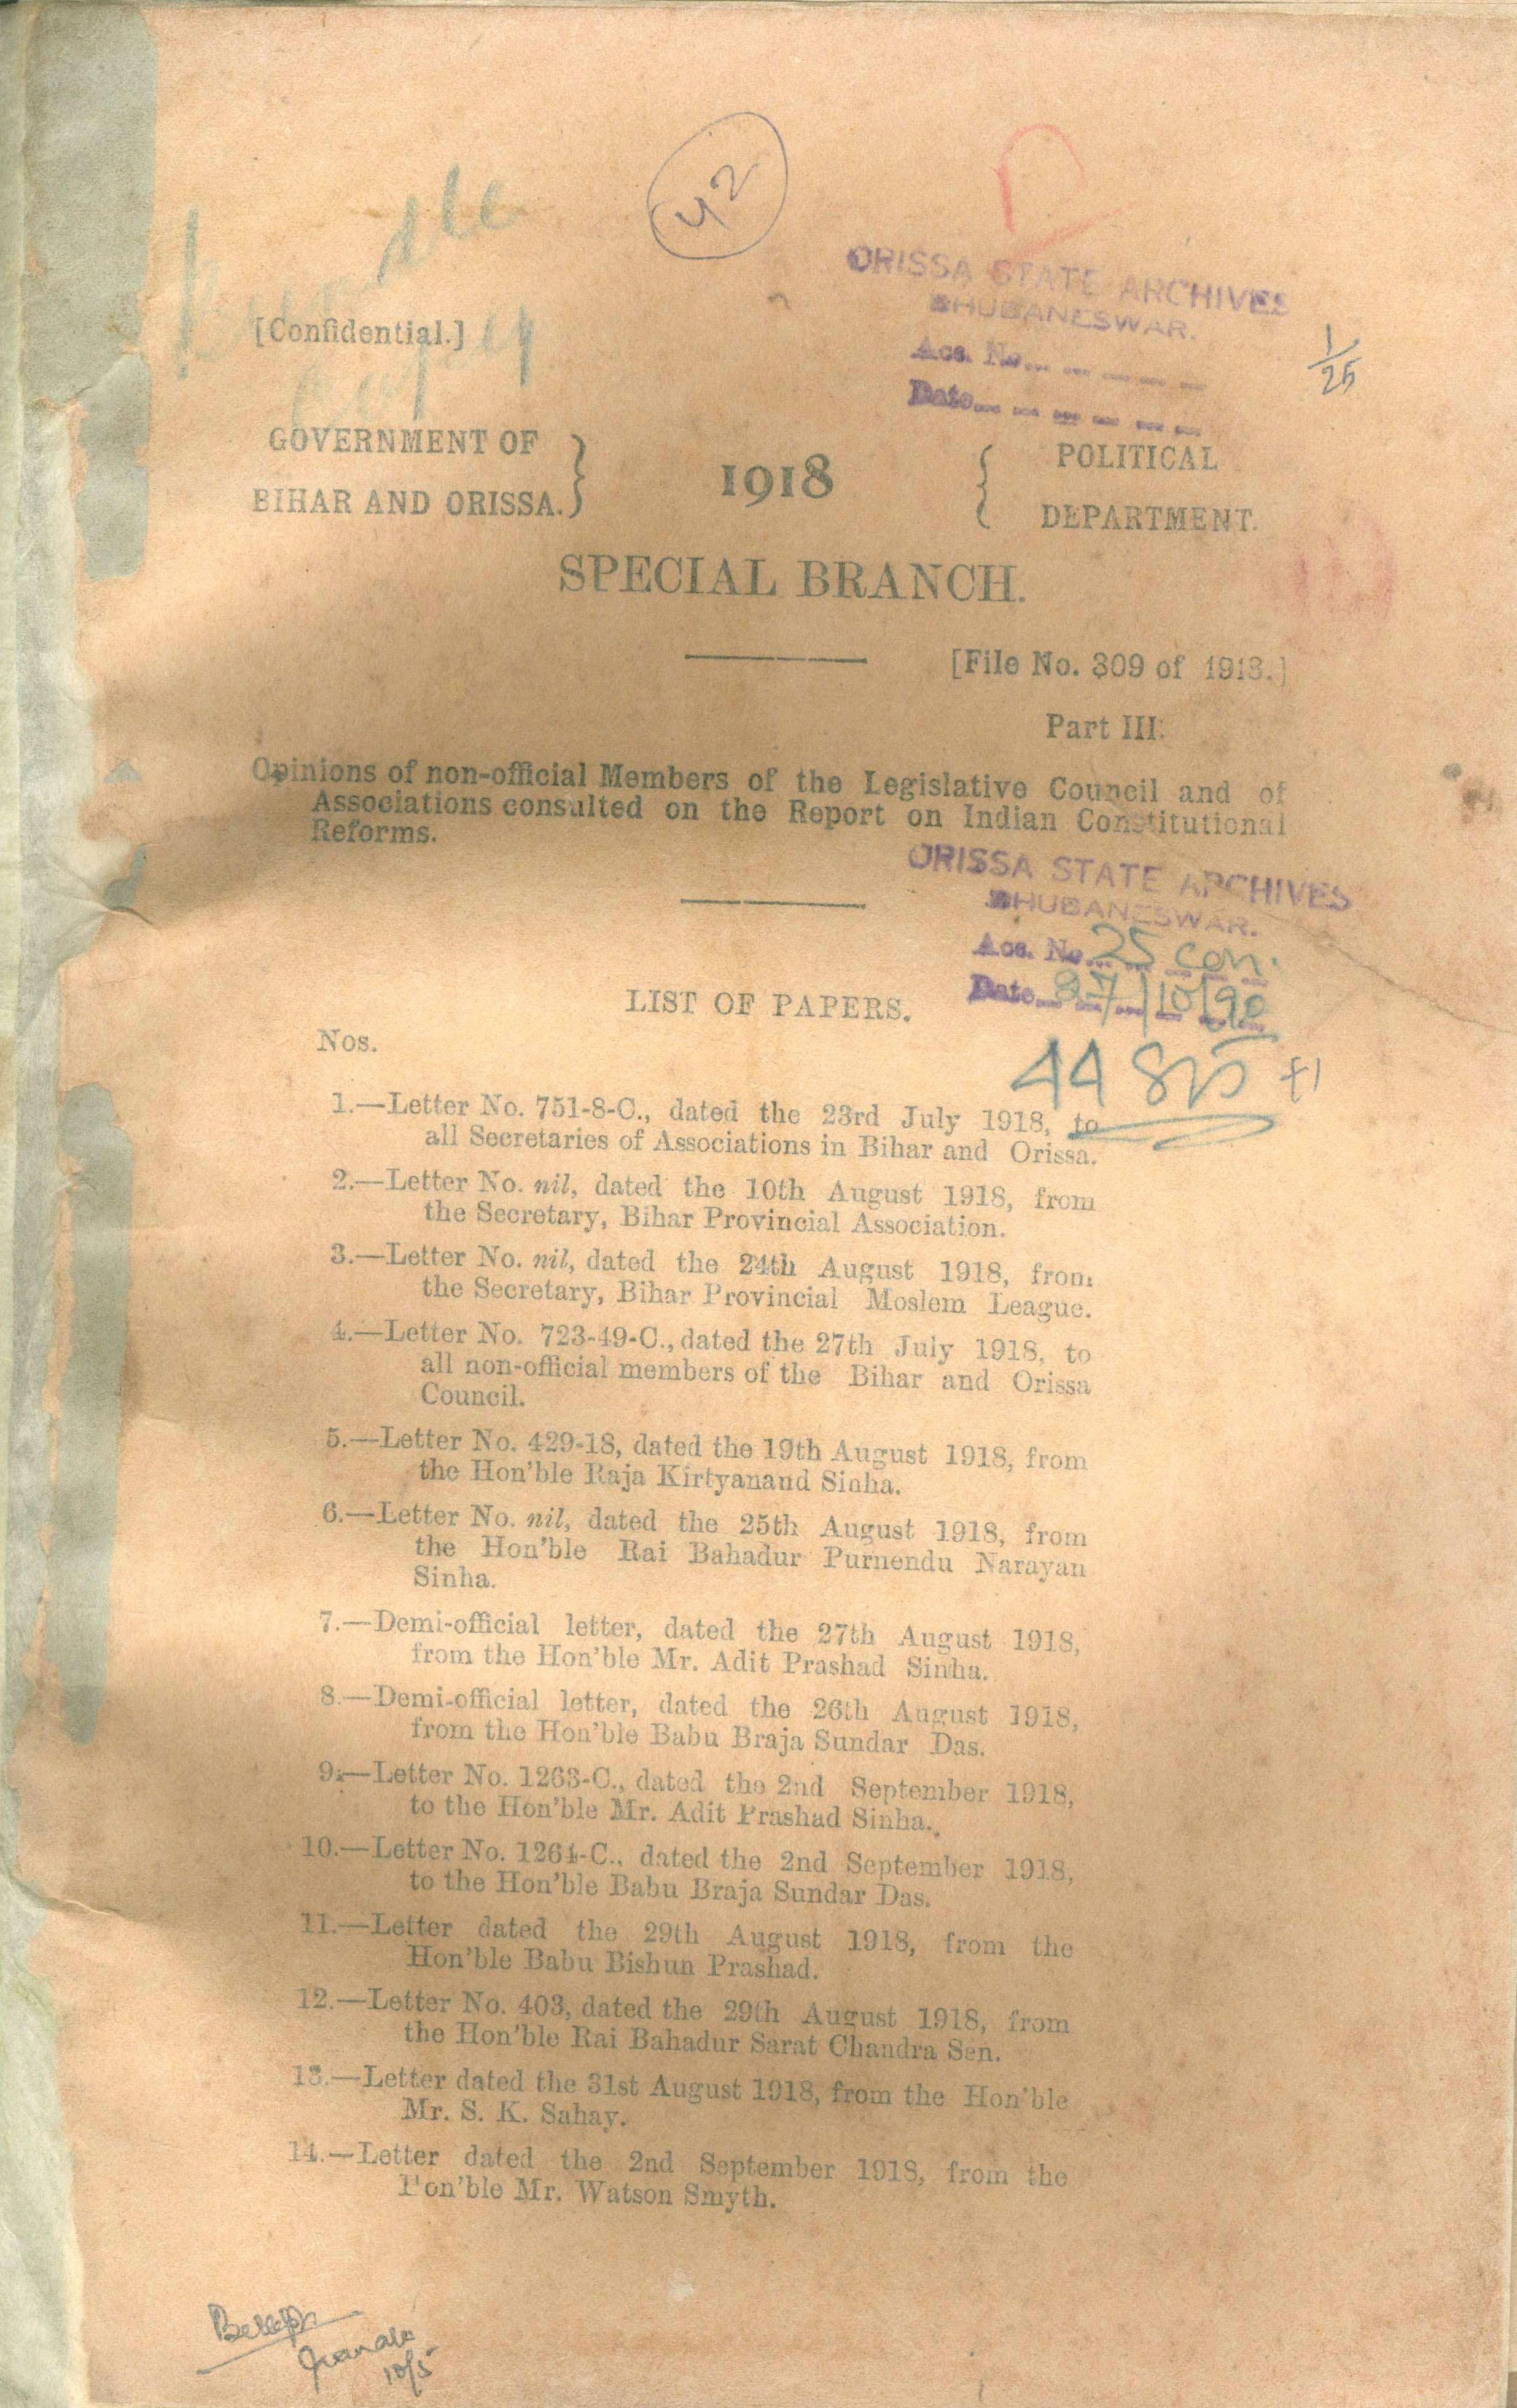 42
ORISSA STATE ARCHIVES
BHUBANESWAR.
Acs. No.
Date
1/25
[Confidential.]
copy
GOVERNMENT OF
BIHAR AND ORISSA.
1918
POLITICAL
DEPARTMENT.
SPECIAL BRANCH.
[File No. 309 of 1918.]
Part III.
Opinions of non-official Members of the Legislative Council and of
Associations consulted on the Report on Indian Constitutional
Reforms.
ORISSA STATE ARCHIVES
BHUBANESWAR.
Acs. No. 25 con.
Date 27/10/90
LIST OF PAPERS.
Nos.
1.—Letter No. 751-8-C., dated the 23rd July 1918, to
all Secretaries of Associations in Bihar and Orissa.
2.—Letter No. nil, dated the 10th August 1918, from
the Secretary, Bihar Provincial Association.
3.—Letter No. nil, dated the 24th August 1918, from
the Secretary, Bihar Provincial Moslem League.
4.—Letter No. 723-49-C., dated the 27th July 1918, to
all non-official members of the Bihar and Orissa
Council.
5.—Letter No. 429-18, dated the 19th August 1918, from
the Hon'ble Raja Kirtyanand Sinha.
6.—Letter No. nil, dated the 25th August 1918, from
the Hon'ble Rai Bahadur Purnendu Narayan
Sinha.
7.—Demi-official letter, dated the 27th August 1918,
from the Hon'ble Mr. Adit Prashad Sinha.
8.—Demi-official letter, dated the 26th August 1918,
from the Hon'ble Babu Braja Sundar Das.
9.—Letter No. 1263-C., dated the 2nd September 1918,
to the Hon'ble Mr. Adit Prashad Sinha.
10.—Letter No. 1264-C., dated the 2nd September 1918,
to the Hon'ble Babu Braja Sundar Das.
11.—Letter dated the 29th August 1918, from the
Hon'ble Babu Bishun Prashad.
12.—Letter No. 403, dated the 29th August 1918, from
the Hon'ble Rai Bahadur Sarat Chandra Sen.
13.—Letter dated the 31st August 1918, from the Hon'ble
Mr. S. K. Sahay.
14.—Letter dated the 2nd September 1918, from the
Hon'ble Mr. Watson Smyth.
10/5